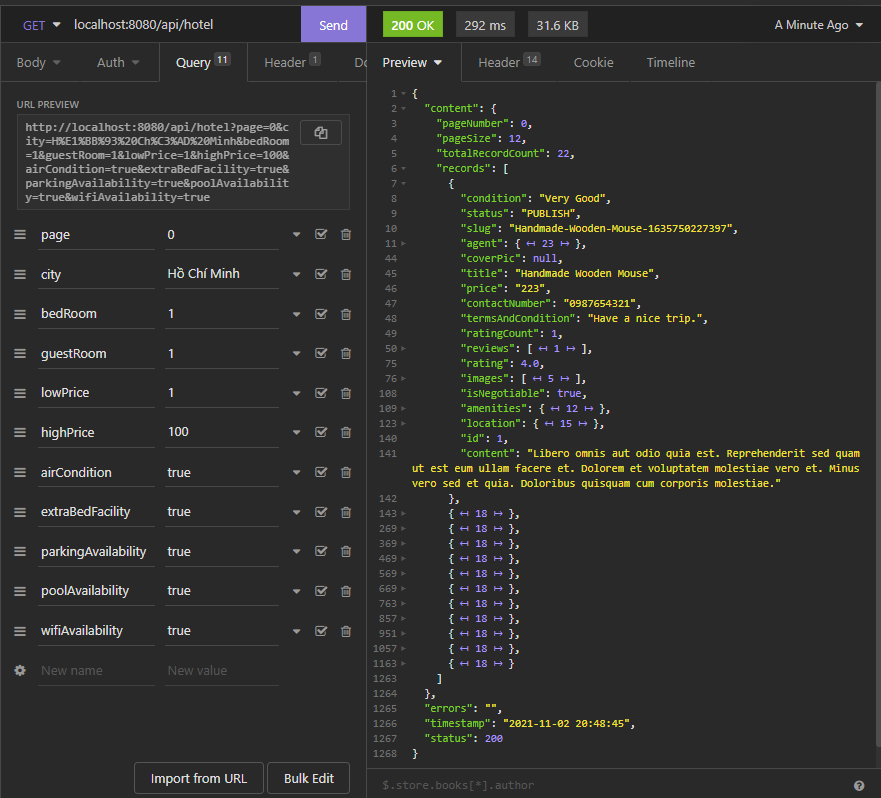 GET localhost:8080/api/hotel Send 200 OK 292 ms 31.6 KB A Minute Ago
Body Auth Query 11 Header 1 Do
Preview Header 14 Cookie Timeline
URL PREVIEW
http://localhost:8080/api/hotel?page=0&c
ity=H%E1%BB%93%20Ch%C3%AD%20Minh&bedRoom
=1&guestRoom=1&lowPrice=1&highPrice=100&
airCondition=true&extraBedFacility=true&
parkingAvailability=true&poolAvailabilit
y=true&wifiAvailability=true
page 0
city Hồ Chí Minh
bedRoom 1
guestRoom 1
lowPrice 1
highPrice 100
airCondition true
extraBedFacility true
parkingAvailability true
poolAvailability true
wifiAvailability true
New name New value
Import from URL Bulk Edit
1 {
2 "content": {
3 "pageNumber": 0,
4 "pageSize": 12,
5 "totalRecordCount": 22,
6 "records": [
7 {
8 "condition": "Very Good",
9 "status": "PUBLISH",
10 "slug": "Handmade-Wooden-Mouse-1635750227397",
11 "agent": { ↔ 23 ↦ },
44 "coverPic": null,
45 "title": "Handmade Wooden Mouse",
46 "price": "223",
47 "contactNumber": "0987654321",
48 "termsAndCondition": "Have a nice trip.",
49 "ratingCount": 1,
50 "reviews": [ ↔ 1 ↦ ],
75 "rating": 4.0,
76 "images": [ ↔ 5 ↦ ],
108 "isNegotiable": true,
109 "amenities": { ↔ 12 ↦ },
123 "location": { ↔ 15 ↦ },
140 "id": 1,
141 "content": "Libero omnis aut odio quia est. Reprehenderit sed quam
ut est eum ullam facere et. Dolorem et voluptatem molestiae vero et. Minus
vero sed et quia. Doloribus quisquam cum corporis molestiae."
142 },
143 { ↔ 18 ↦ },
269 { ↔ 18 ↦ },
369 { ↔ 18 ↦ },
469 { ↔ 18 ↦ },
569 { ↔ 18 ↦ },
669 { ↔ 18 ↦ },
763 { ↔ 18 ↦ },
857 { ↔ 18 ↦ },
951 { ↔ 18 ↦ },
1057 { ↔ 18 ↦ },
1163 { ↔ 18 ↦ }
1263 ]
1264 },
1265 "errors": "",
1266 "timestamp": "2021-11-02 20:48:45",
1267 "status": 200
1268 }
$.store.books[*].author